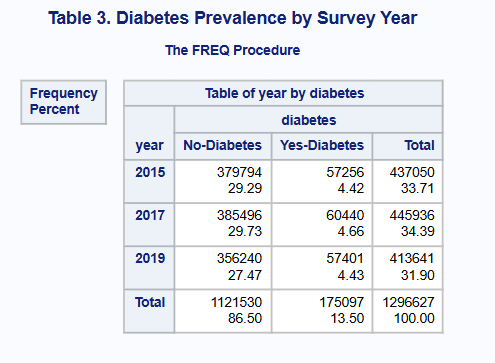 Table 3. Diabetes Prevalence by Survey Year
The FREQ Procedure
Frequency
Percent
Table of year by diabetes
diabetes
year No-Diabetes Yes-Diabetes Total
2015 379794 57256 437050
29.29 4.42 33.71
2017 385496 60440 445936
29.73 4.66 34.39
2019 356240 57401 413641
27.47 4.43 31.90
Total 1121530 175097 1296627
86.50 13.50 100.00